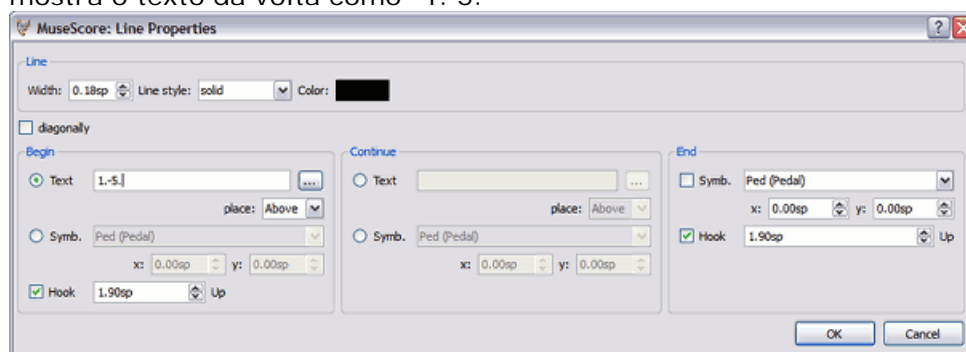 mostra o texto da volta como "1.-5."
MuseScore: Line Properties
Line
Width: 0.18sp Line style: solid Color:
diagonally
Begin
Text 1.-5.
...
place: Above
Symb. Ped (Pedal)
x: 0.00sp y: 0.00sp
Hook 1.90sp Up
Continue
Text
...
place: Above
Symb. Ped (Pedal)
x: 0.00sp y: 0.00sp
End
Symb. Ped (Pedal)
x: 0.00sp y: 0.00sp
Hook 1.90sp Up
OK Cancel